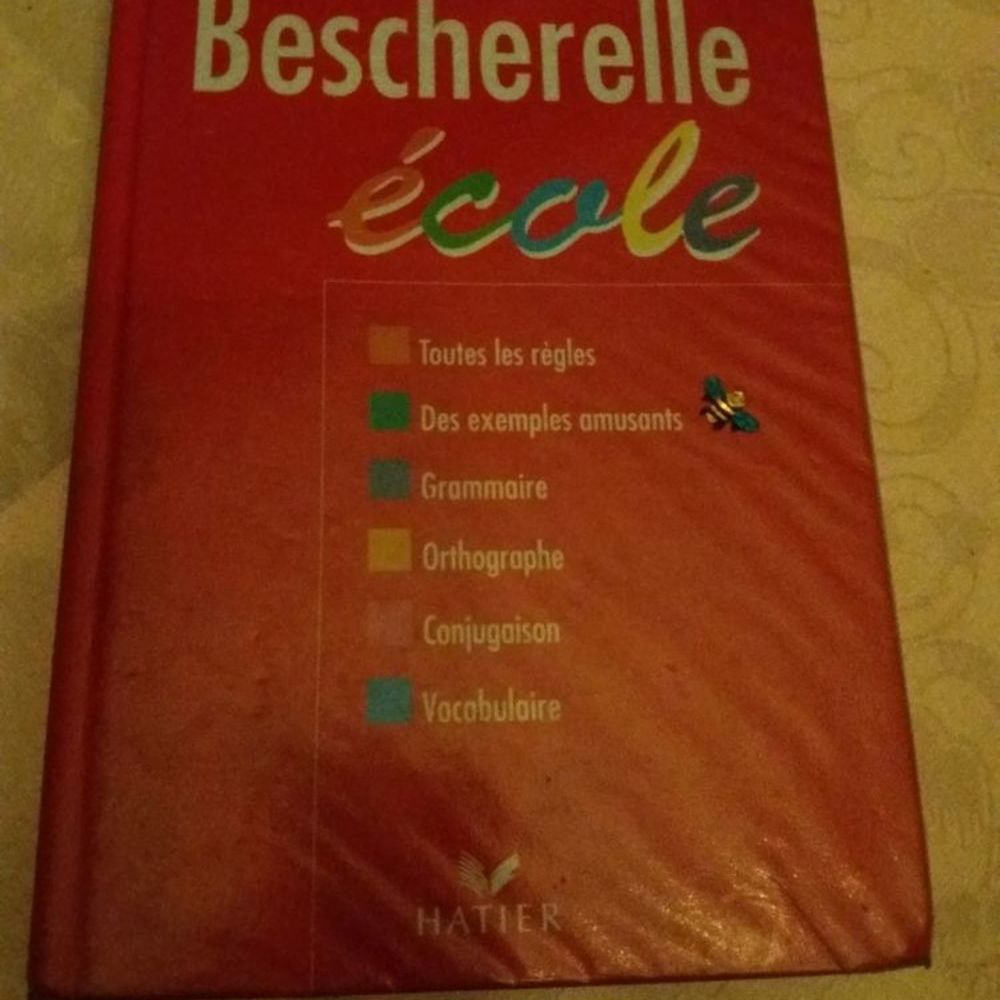 Bescherelle
école
Toutes les règles
Des exemples amusants
Grammaire
Orthographe
Conjugaison
Vocabulaire
HATIER